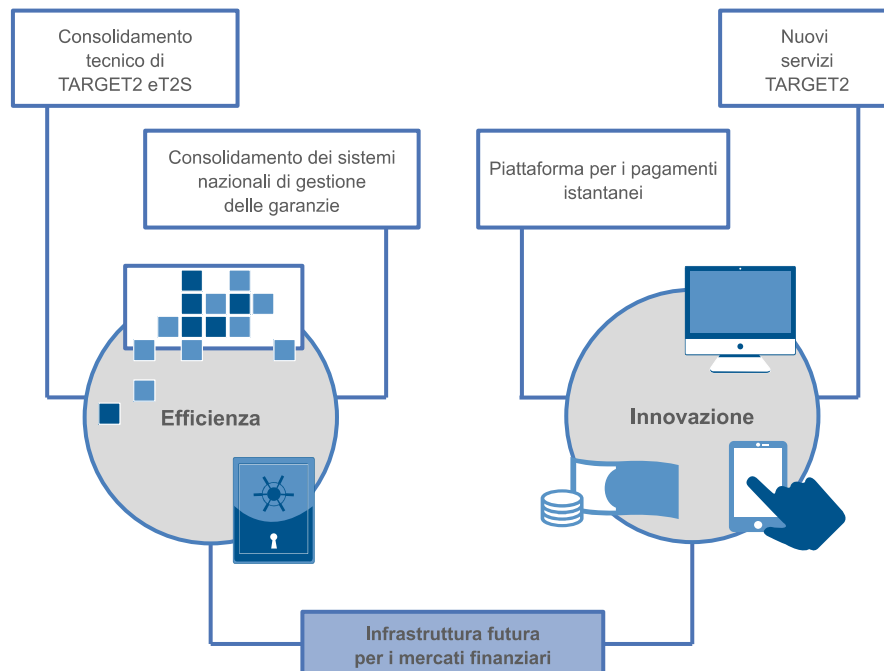 Consolidamento
tecnico di
TARGET2 eT2S
Nuovi
servizi
TARGET2
Consolidamento dei sistemi
nazionali di gestione
delle garanzie
Piattaforma per i pagamenti
istantanei
Efficienza
Innovazione
Infrastruttura futura
per i mercati finanziari